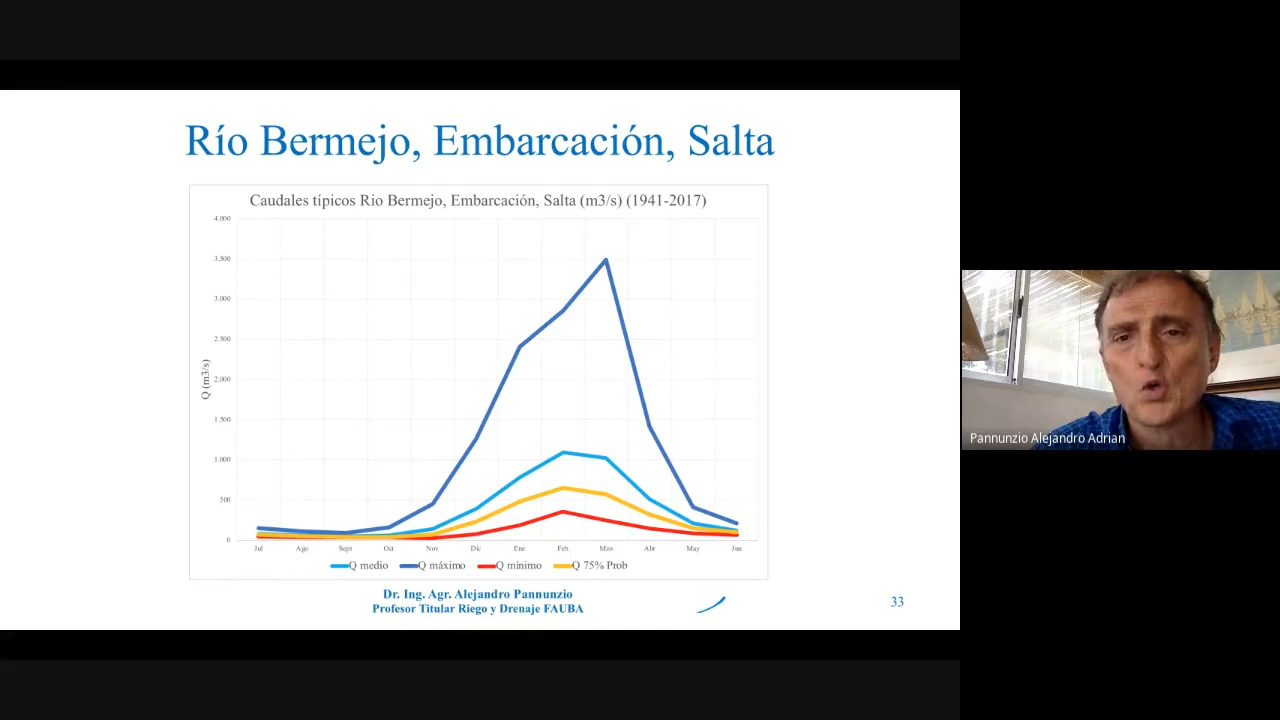 Río Bermejo, Embarcación, Salta
Caudales típicos Rio Bermejo, Embarcación, Salta (m3/s) (1941-2017)
4.000
3.500
3.000
2.500
2.000
1.500
1.000
500
0
Q (m3/s)
Jul Ago Sept Oct Nov Dic Ene Feb Mzo Abr May Jun
Q medio Q máximo Q mínimo Q 75% Prob
Dr. Ing. Agr. Alejandro Pannunzio
Profesor Titular Riego y Drenaje FAUBA
33
Pannunzio Alejandro Adrian